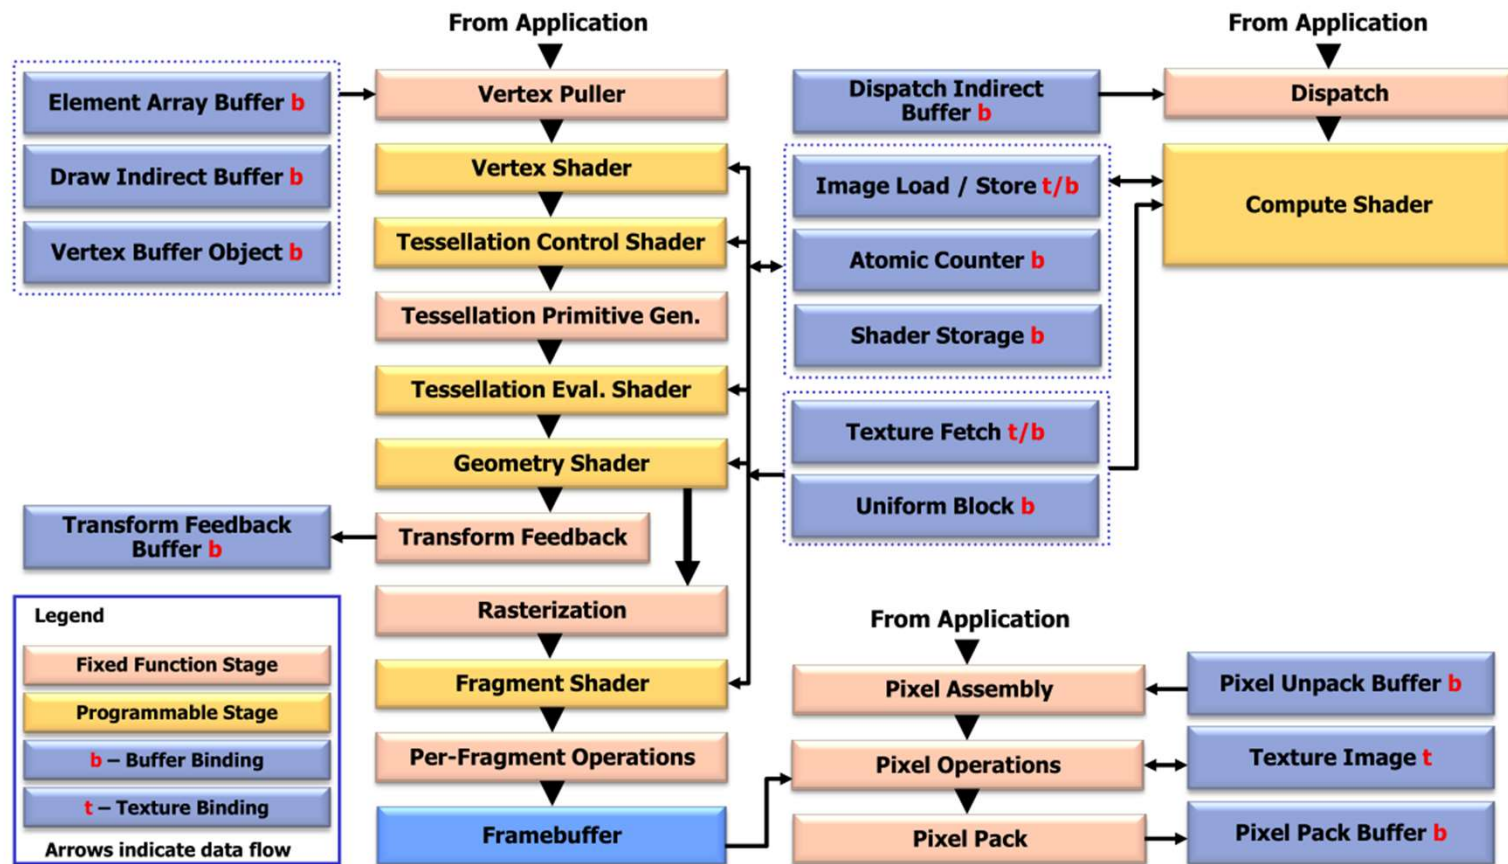 From Application
Vertex Puller
Vertex Shader
Tessellation Control Shader
Tessellation Primitive Gen.
Tessellation Eval. Shader
Geometry Shader
Transform Feedback
Rasterization
Fragment Shader
Per-Fragment Operations
Framebuffer
Element Array Buffer b
Draw Indirect Buffer b
Vertex Buffer Object b
Transform Feedback
Buffer b
Legend
Fixed Function Stage
Programmable Stage
b – Buffer Binding
t – Texture Binding
Arrows indicate data flow
Dispatch Indirect
Buffer b
Image Load / Store t/b
Atomic Counter b
Shader Storage b
Texture Fetch t/b
Uniform Block b
From Application
Dispatch
Compute Shader
From Application
Pixel Assembly
Pixel Operations
Pixel Pack
Pixel Unpack Buffer b
Texture Image t
Pixel Pack Buffer b